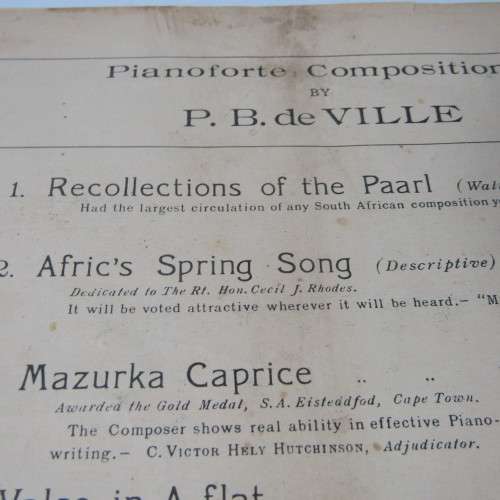 Pianoforte Composition
BY
P. B. de VILLE
1. Recollections of the Paarl
Had the largest circulation of any South African composition
2. Afric's Spring Song (Descriptive)
Dedicated to The Rt. Hon. Cecil J. Rhodes.
It will be voted attractive wherever it will be heard.— "M
Mazurka Caprice .. ..
Awarded the Gold Medal, S.A. Eisteddfod, Cape Town.
The Composer shows real ability in effective Piano-
writing.— C. VICTOR HELY HUTCHINSON, Adjudicator.
Valse in A flat